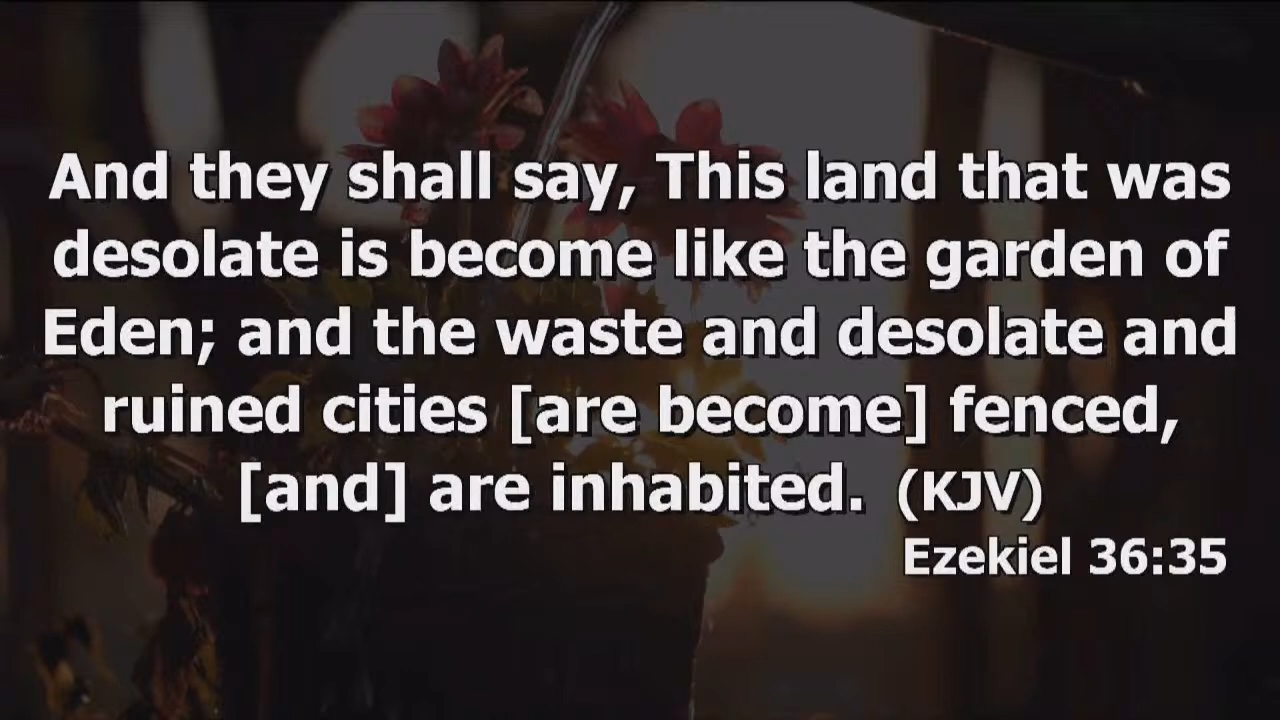 And they shall say, This land that was
desolate is become like the garden of
Eden; and the waste and desolate and
ruined cities [are become] fenced,
[and] are inhabited. (KJV)
Ezekiel 36:35